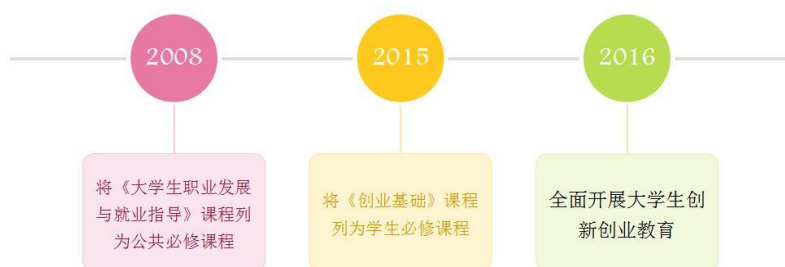 2008
2015
2016
将《大学生职业发展
与就业指导》课程列
为公共必修课程
将《创业基础》课程
列为学生必修课程
全面开展大学生创
新创业教育